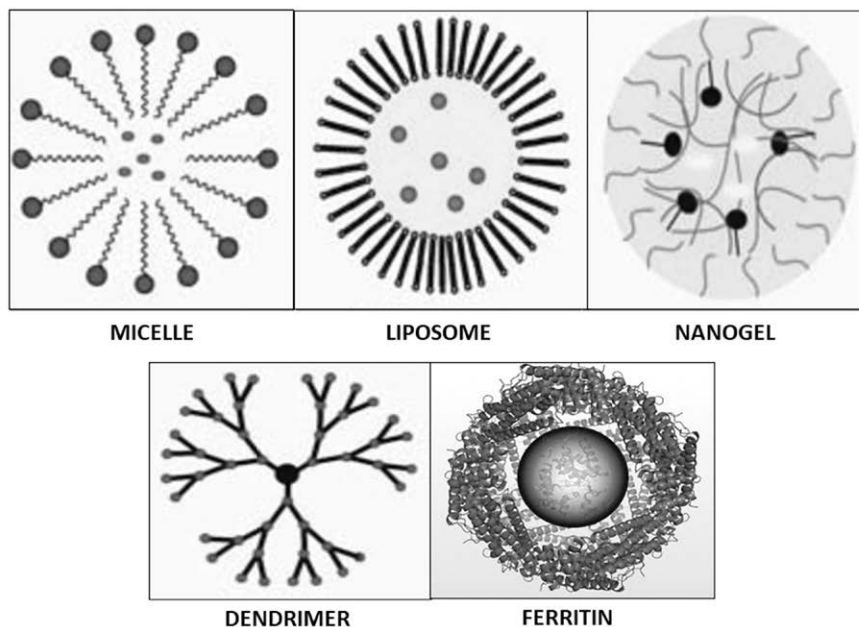 MICELLE
LIPOSOME
NANOGEL
DENDRIMER
FERRITIN